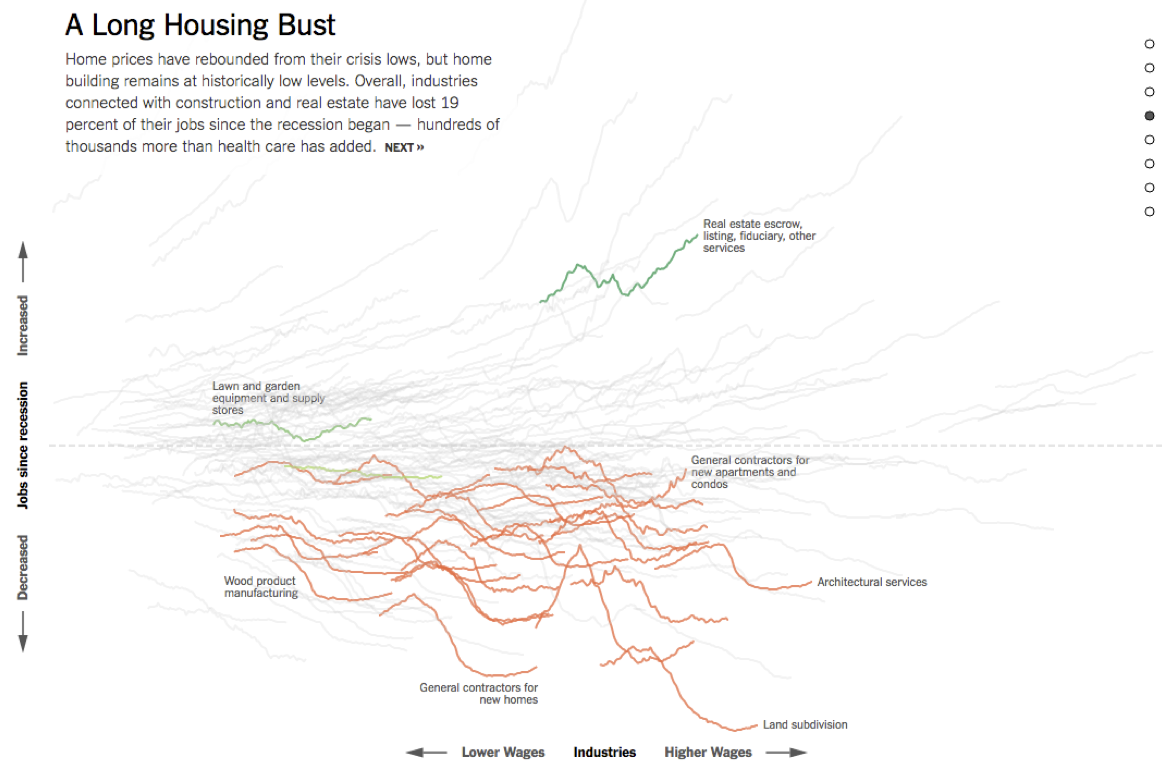 A Long Housing Bust
Home prices have rebounded from their crisis lows, but home
building remains at historically low levels. Overall, industries
connected with construction and real estate have lost 19
percent of their jobs since the recession began — hundreds of
thousands more than health care has added. NEXT »
Real estate escrow,
listing, fiduciary, other
services
Increased
Jobs since recession
Decreased
Lawn and garden
equipment and supply
stores
General contractors for
new apartments and
condos
Wood product
manufacturing
Architectural services
General contractors for
new homes
Land subdivision
Lower Wages Industries Higher Wages